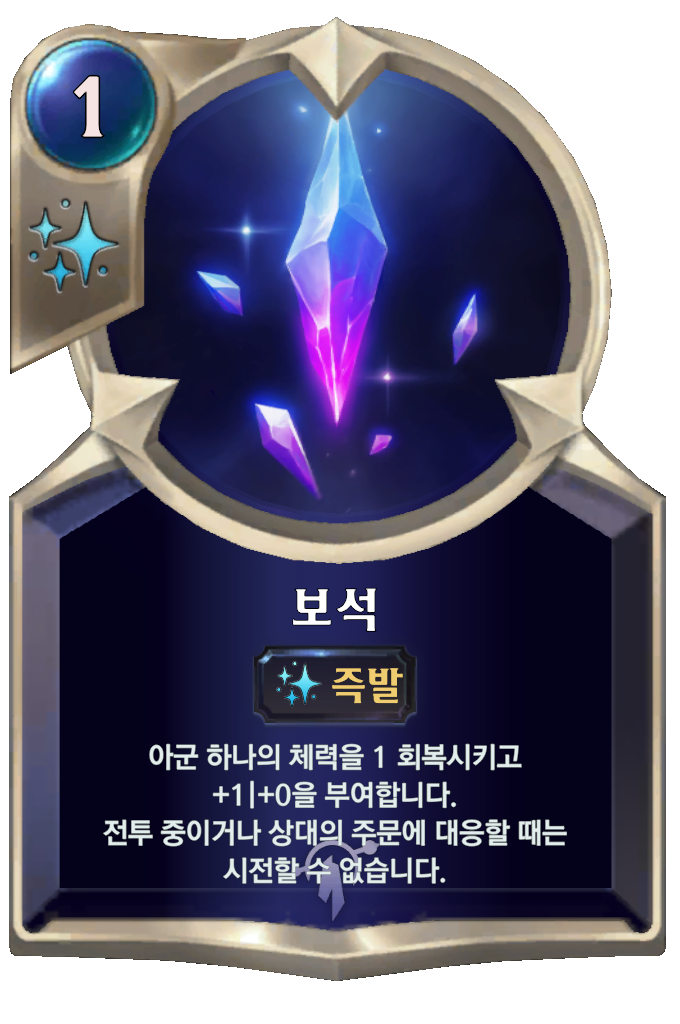 1
보석
즉발
아군 하나의 체력을 1 회복시키고
+1|+0을 부여합니다.
전투 중이거나 상대의 주문에 대응할 때는
시전할 수 없습니다.